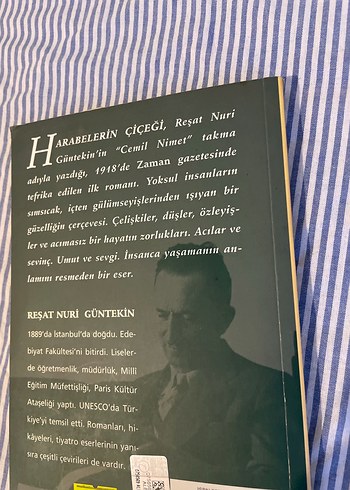 HARABELERİN ÇİÇEĞİ, Reşat Nuri
Güntekin'in "Cemil Nimet" takma
adıyla yazdığı, 1918'de Zaman gazetesinde
tefrika edilen ilk romanı. Yoksul insanların
sımsıcak, içten gülümseyişlerinden ışıyan bir
güzelliğin çerçevesi. Çelişkiler, düşler, özleyiş-
ler ve acımasız bir hayatın zorlukları. Acılar ve
sevinç. Umut ve sevgi. İnsanca yaşamanın an-
lamını resmeden bir eser.
REŞAT NURİ GÜNTEKİN
1889'da İstanbul'da doğdu. Ede-
biyat Fakültesi'ni bitirdi. Liseler-
de öğretmenlik, müdürlük, Millî
Eğitim Müfettişliği, Paris Kültür
Ataşeliği yaptı. UNESCO'da Tür-
kiye'yi temsil etti. Romanları, hi-
kâyeleri, tiyatro eserlerinin yanı-
sıra çeşitli çevirileri de vardır.